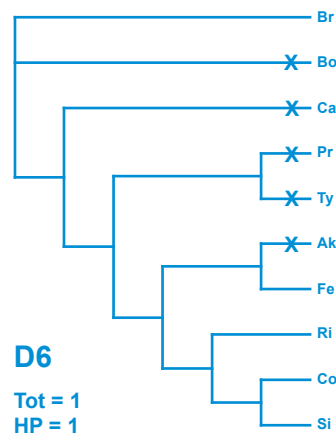 Br
X Bo
X Ca
X Pr
X Ty
X Ak
Fe
Ri
Co
Si
D6
Tot = 1
HP = 1